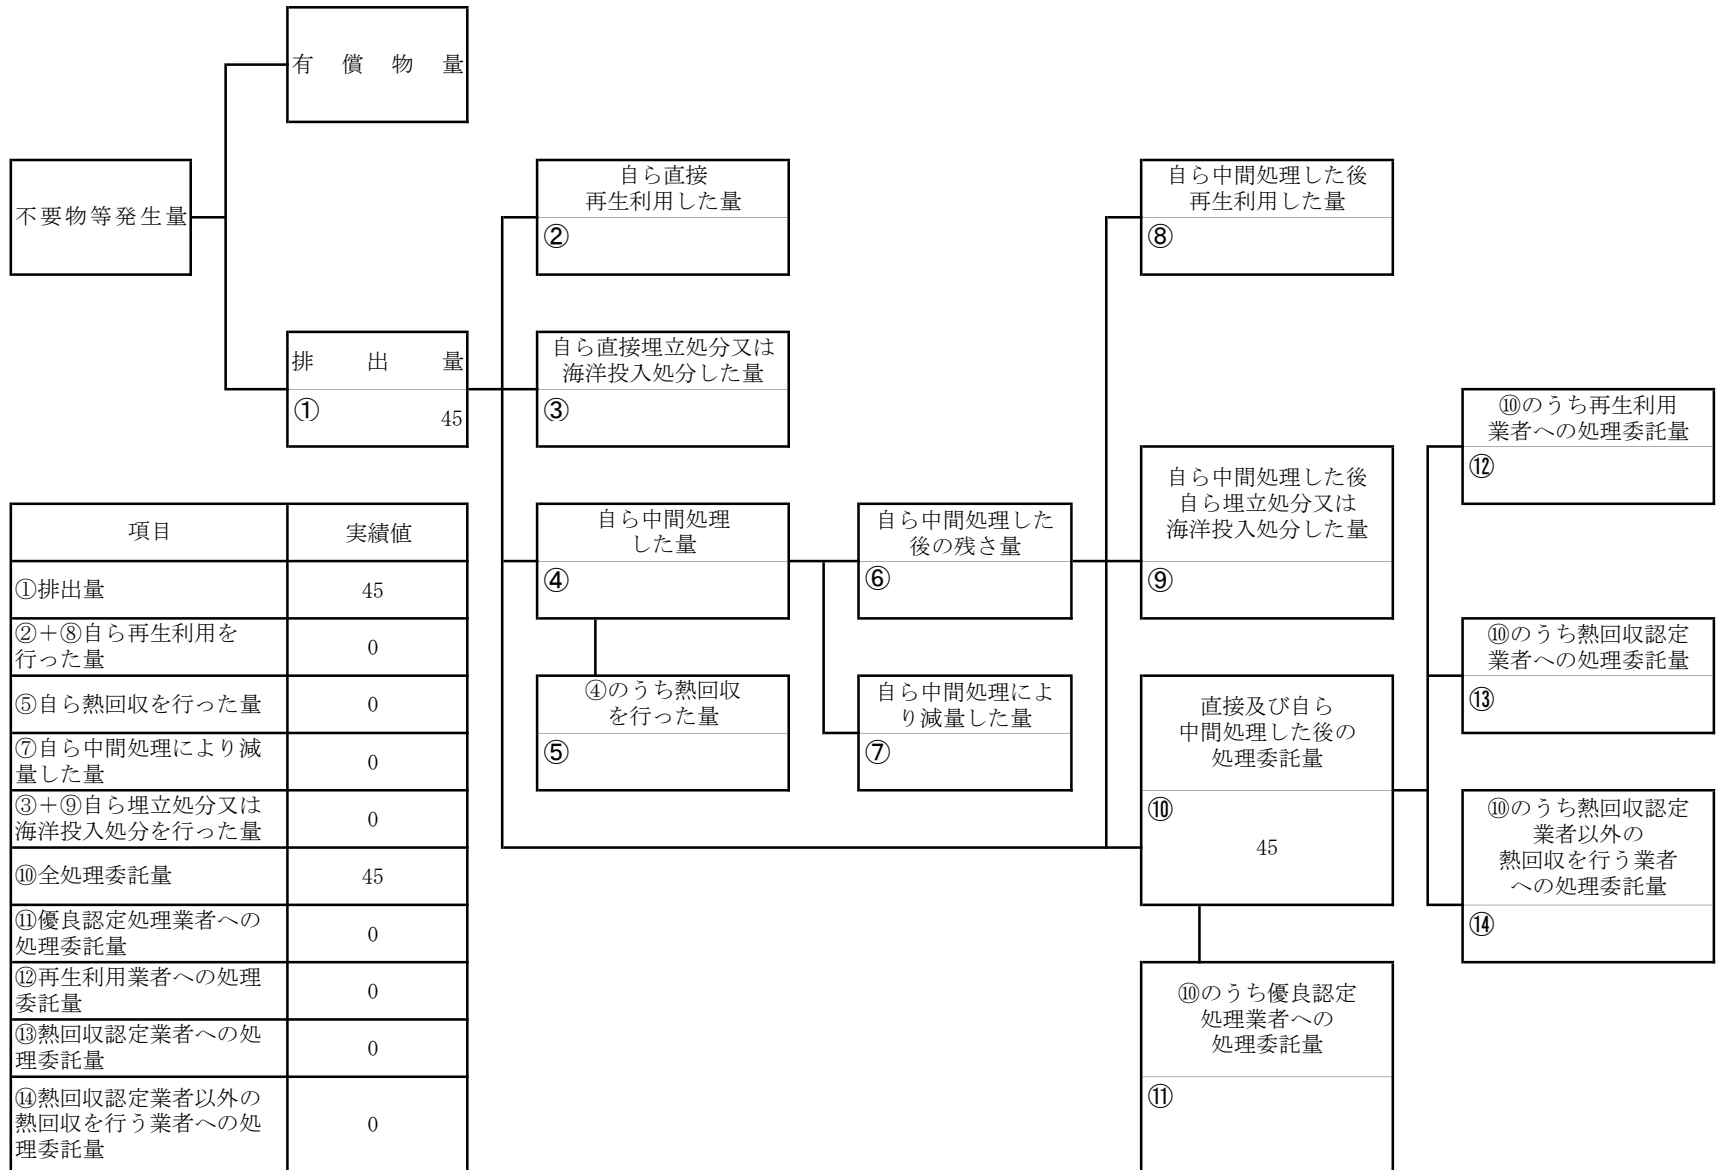 有償物量
不要物等発生量
排出量
①
45
自ら直接
再生利用した量
②
自ら直接埋立処分又は
海洋投入処分した量
③
自ら中間処理
した量
④
④のうち熱回収
を行った量
⑤
自ら中間処理した
後の残さ量
⑥
自ら中間処理によ
り減量した量
⑦
自ら中間処理した後
再生利用した量
⑧
自ら中間処理した後
自ら埋立処分又は
海洋投入処分した量
⑨
直接及び自ら
中間処理した後の
処理委託量
⑩
45
⑩のうち優良認定
処理業者への
処理委託量
⑪
⑩のうち再生利用
業者への処理委託量
⑫
⑩のうち熱回収認定
業者への処理委託量
⑬
⑩のうち熱回収認定
業者以外の
熱回収を行う業者
への処理委託量
⑭
項目 実績値
①排出量 45
②+⑧自ら再生利用を
行った量 0
⑤自ら熱回収を行った量 0
⑦自ら中間処理により減
量した量 0
③+⑨自ら埋立処分又は
海洋投入処分を行った量 0
⑩全処理委託量 45
⑪優良認定処理業者への
処理委託量 0
⑫再生利用業者への処理
委託量 0
⑬熱回収認定業者への処
理委託量 0
⑭熱回収認定業者以外の
熱回収を行う業者への処
理委託量 0